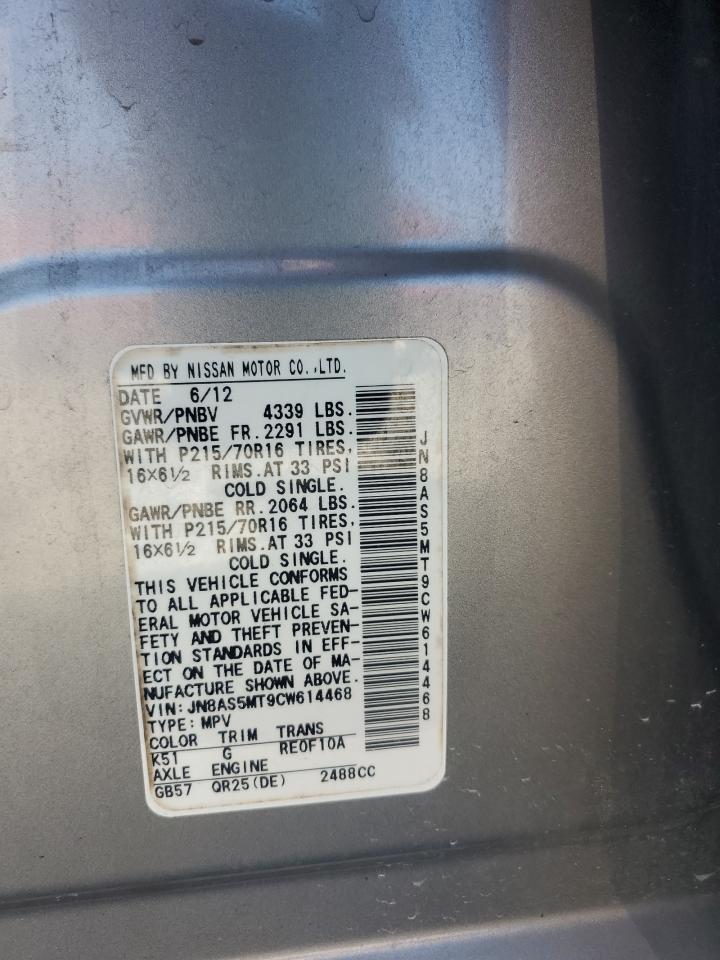 MFD BY NISSAN MOTOR CO.,LTD.
DATE 6/12
GVWR/PNBV 4339 LBS.
GAWR/PNBE FR. 2291 LBS.
WITH P215/70R16 TIRES,
16×6½ RIMS. AT 33 PSI
COLD SINGLE.
GAWR/PNBE RR. 2064 LBS.
WITH P215/70R16 TIRES,
16×6½ RIMS. AT 33 PSI
COLD SINGLE.
THIS VEHICLE CONFORMS
TO ALL APPLICABLE FED-
ERAL MOTOR VEHICLE SA-
FETY AND THEFT PREVEN-
TION STANDARDS IN EFF-
ECT ON THE DATE OF MA-
NUFACTURE SHOWN ABOVE.
VIN: JN8AS5MT9CW614468
TYPE: MPV
COLOR TRIM TRANS
K51 G RE0F10A
AXLE ENGINE
GB57 QR25(DE) 2488CC
JN8AS5MT9CW614468